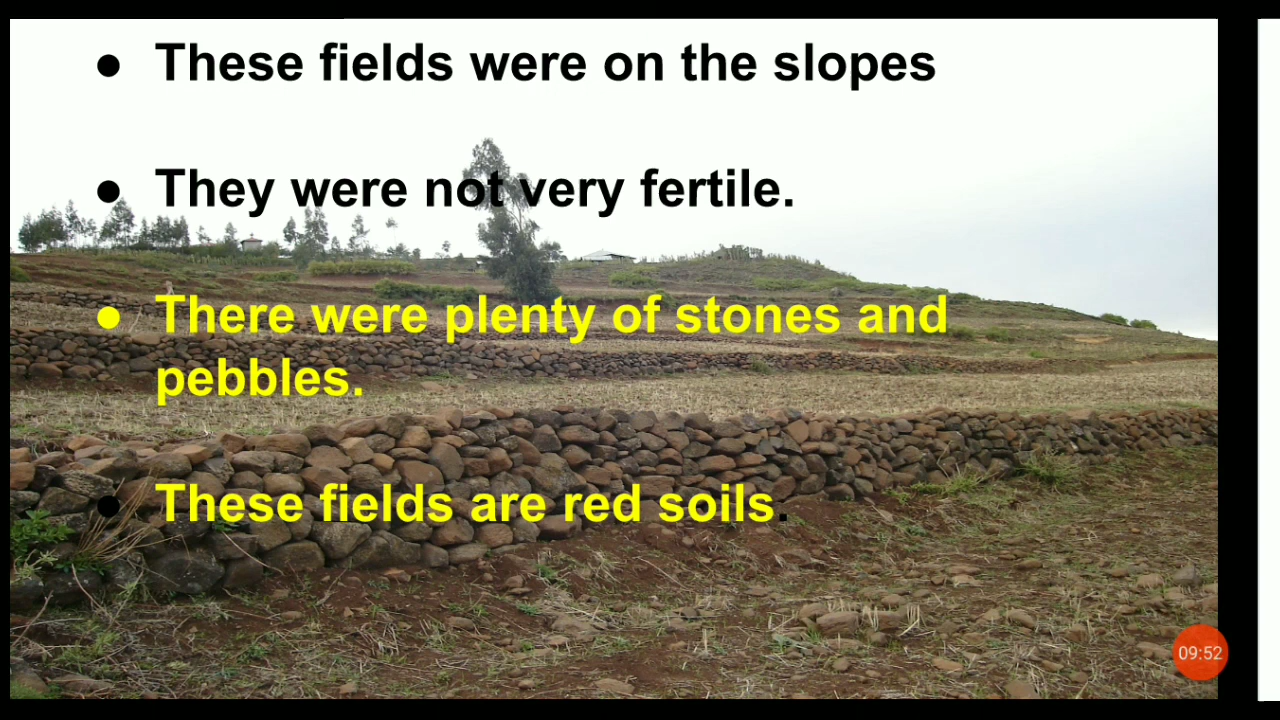 ● These fields were on the slopes
● They were not very fertile.
● There were plenty of stones and
pebbles.
● These fields are red soils.
09:52